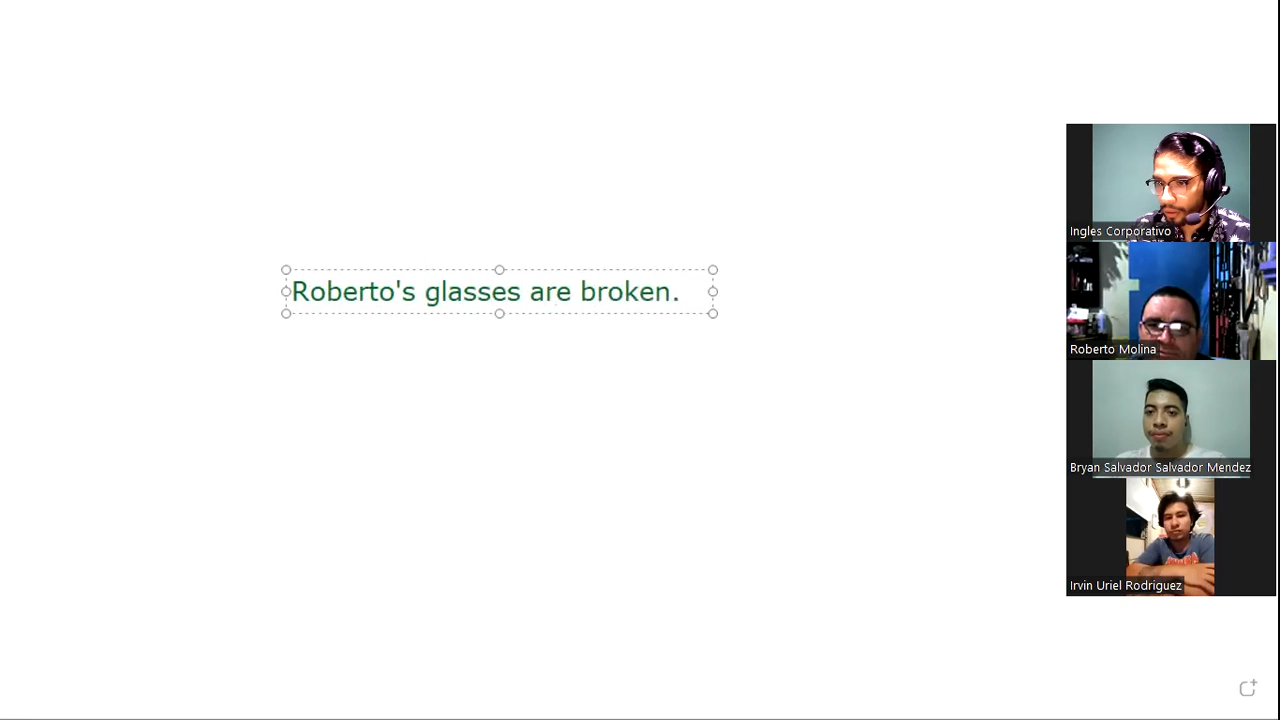 Roberto's glasses are broken.
Ingles Corporativo
Roberto Molina
Bryan Salvador Salvador Mendez
Irvin Uriel Rodriguez